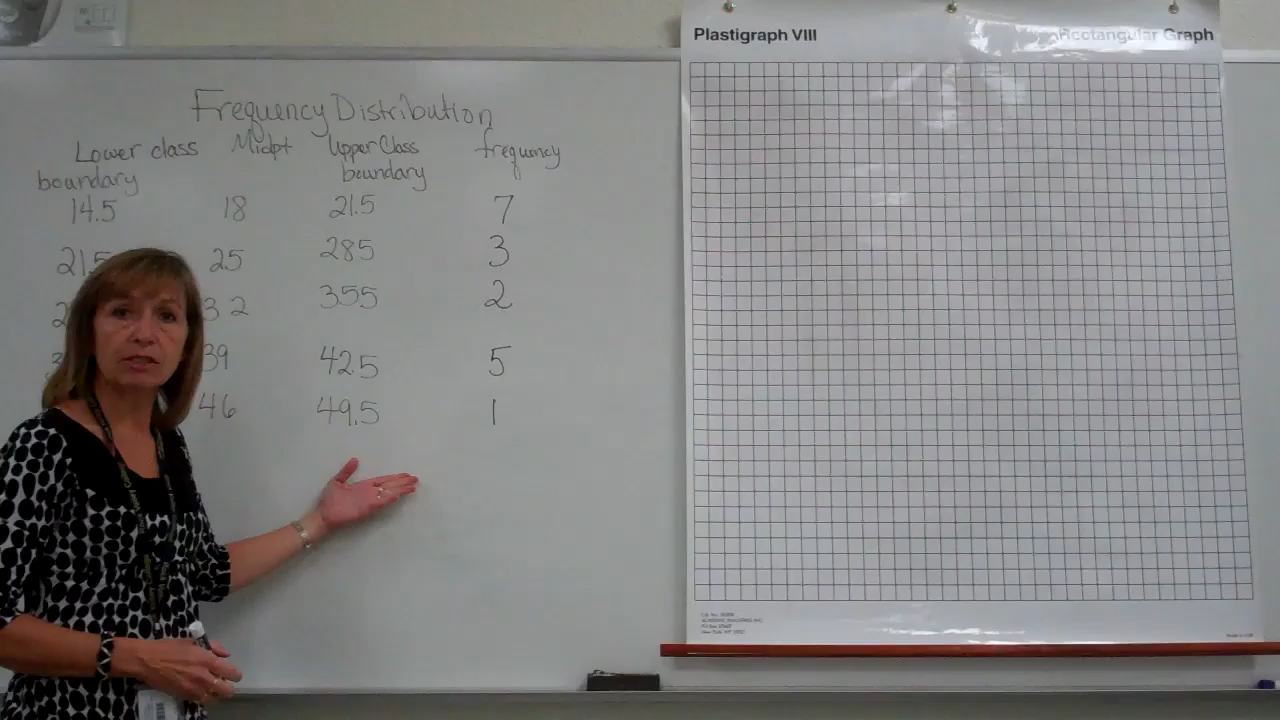 Plastigraph VIII
Rectangular Graph
Frequency Distribution
Lower class boundary Midpt Upper Class boundary frequency
14.5 18 21.5 7
21.5 25 28.5 3
32 35.5 2
39 42.5 5
46 49.5 1